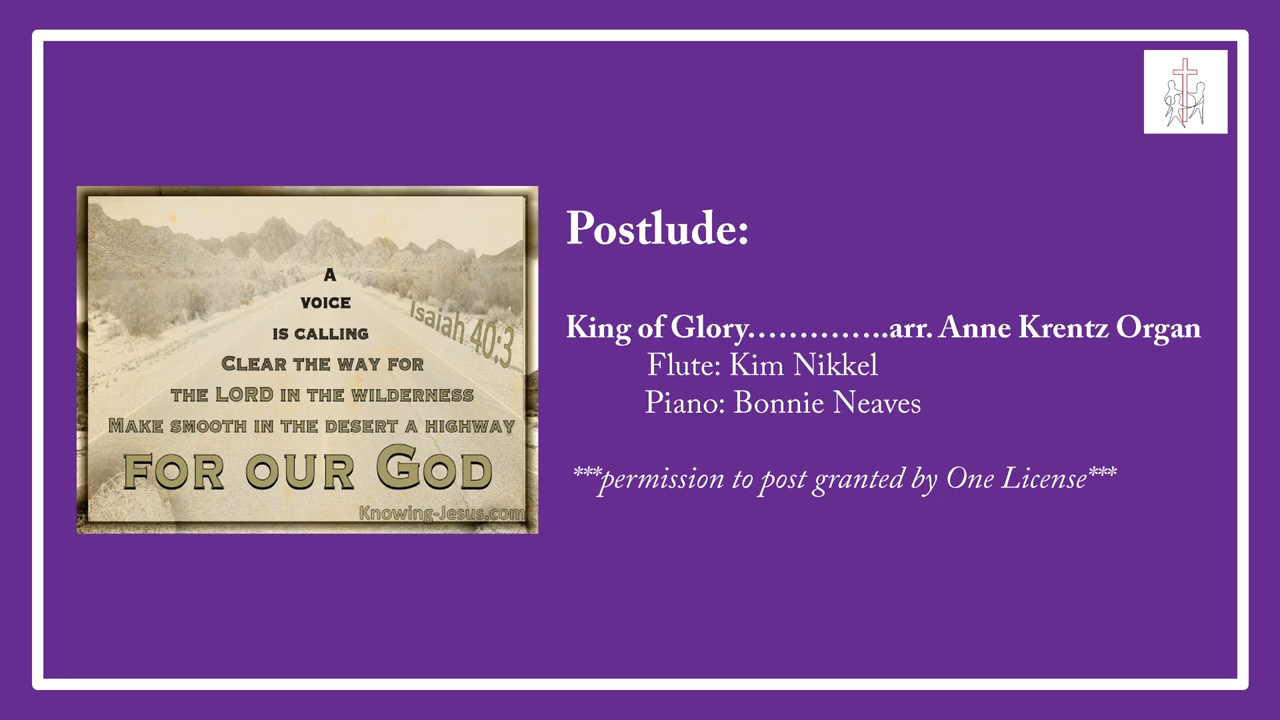 A
VOICE
IS CALLING
CLEAR THE WAY FOR
THE LORD IN THE WILDERNESS
MAKE SMOOTH IN THE DESERT A HIGHWAY
FOR OUR GOD
Isaiah 40:3
Knowing-Jesus.com
Postlude:
King of Glory…………..arr. Anne Krentz Organ
Flute: Kim Nikkel
Piano: Bonnie Neaves
***permission to post granted by One License***